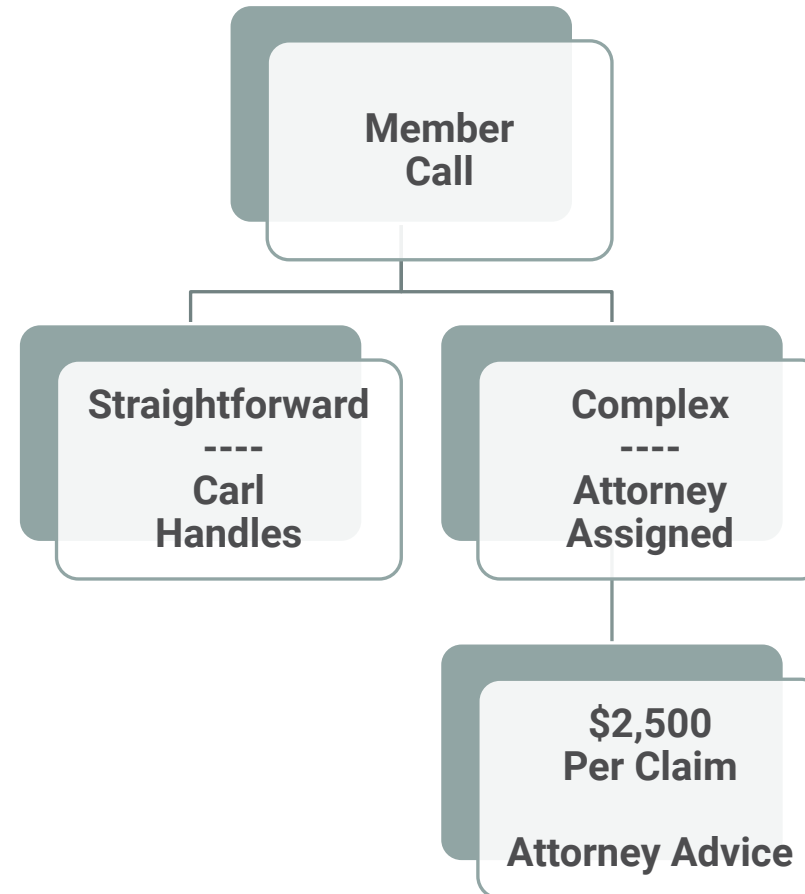 Member
Call
Straightforward
----
Carl
Handles
Complex
----
Attorney
Assigned
$2,500
Per Claim
Attorney Advice